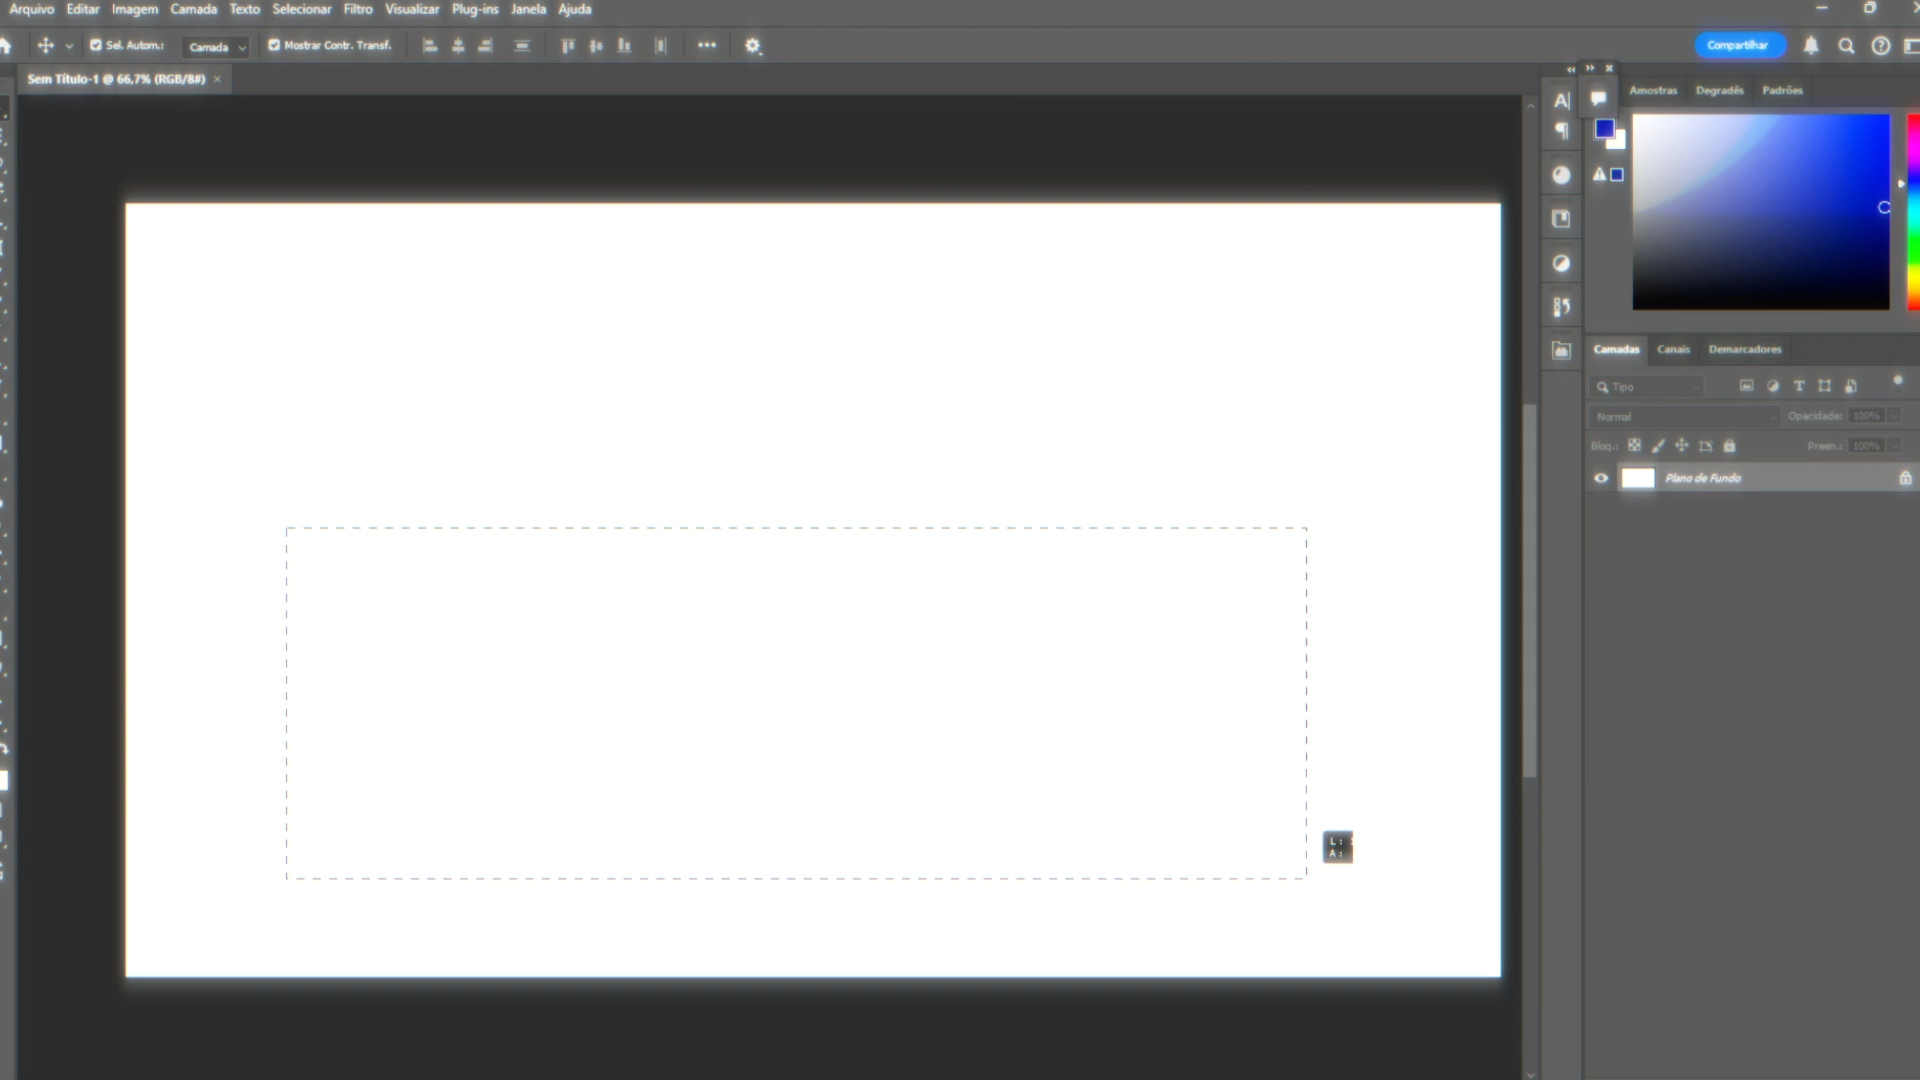 Arquivo Editar Imagem Camada Texto Selecionar Filtro Visualizar Plug-ins Janela Ajuda
Sel. Autom.: Camada Mostrar Contr. Transf. Compartilhar
Sem Título-1 @ 66,7% (RGB/8#)
Amostras Degradês Padrões
Camadas Canais Demarcadores
Tipo
Normal Opacidade: 100%
Bloq.: Preen.: 100%
Plano de Fundo
L:
A: